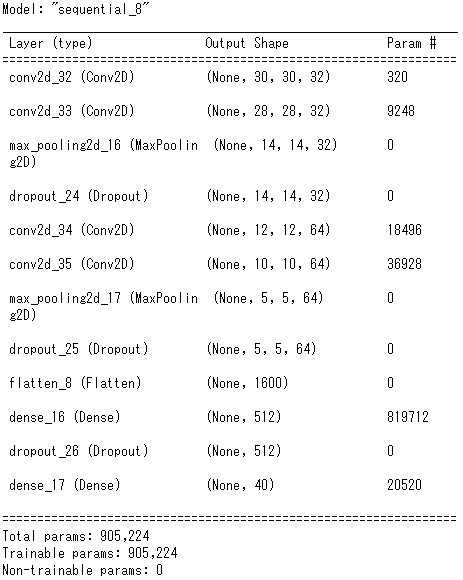 Model: "sequential_8"
Layer (type) Output Shape Param #
=================================================================
conv2d_32 (Conv2D) (None, 30, 30, 32) 320
conv2d_33 (Conv2D) (None, 28, 28, 32) 9248
max_pooling2d_16 (MaxPoolin (None, 14, 14, 32) 0
g2D)
dropout_24 (Dropout) (None, 14, 14, 32) 0
conv2d_34 (Conv2D) (None, 12, 12, 64) 18496
conv2d_35 (Conv2D) (None, 10, 10, 64) 36928
max_pooling2d_17 (MaxPoolin (None, 5, 5, 64) 0
g2D)
dropout_25 (Dropout) (None, 5, 5, 64) 0
flatten_8 (Flatten) (None, 1600) 0
dense_16 (Dense) (None, 512) 819712
dropout_26 (Dropout) (None, 512) 0
dense_17 (Dense) (None, 40) 20520
=================================================================
Total params: 905,224
Trainable params: 905,224
Non-trainable params: 0